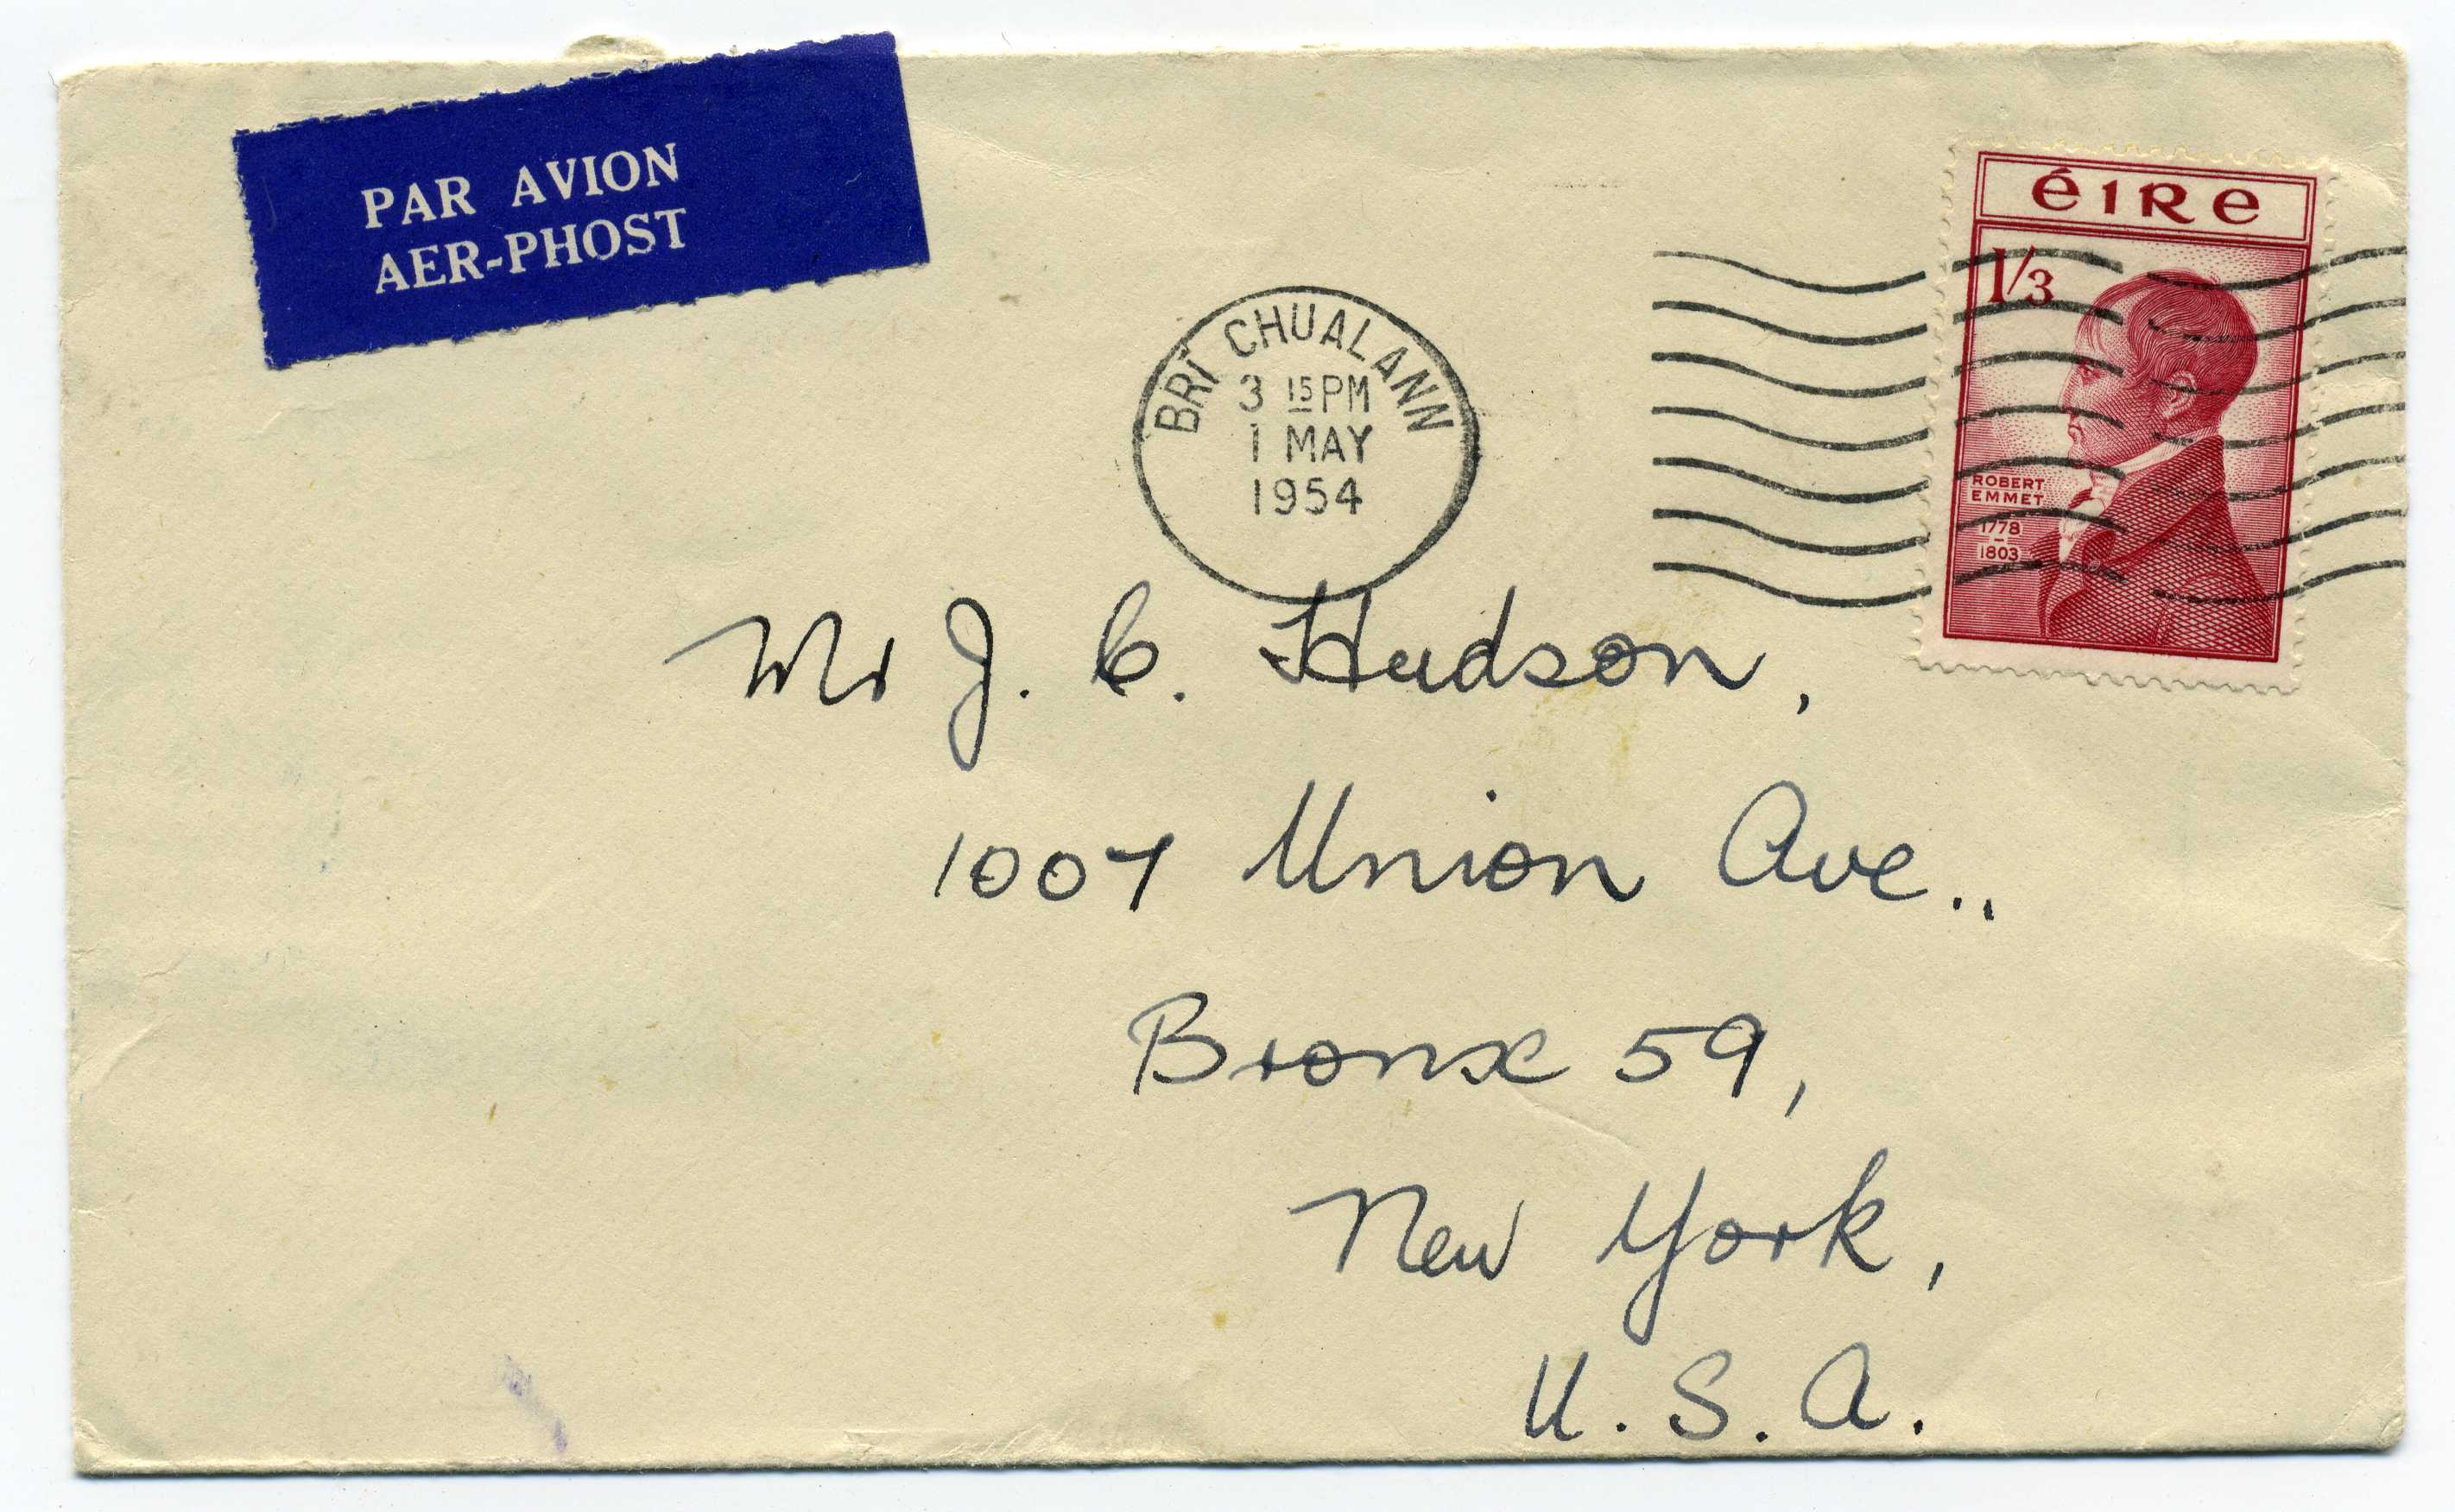 PAR AVION
AER-PHOST
BRÍ CHUALANN
3 15 PM
1 MAY
1954
éIRe
1/3
ROBERT
EMMET
1778
–
1803
Mr J. C. Hudson,
1007 Union Ave.,
Bronx 59,
New York,
U.S.A.